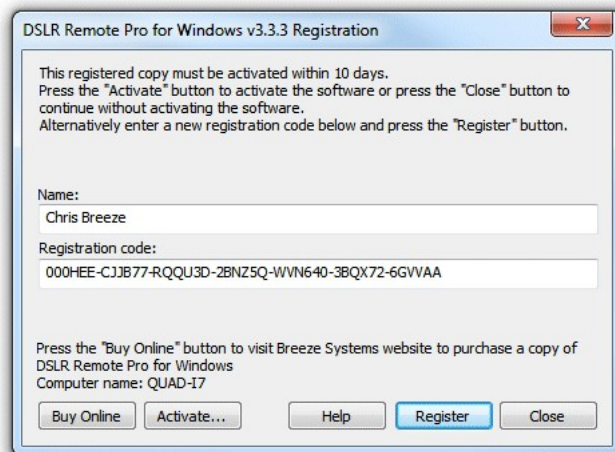 DSLR Remote Pro for Windows v3.3.3 Registration
This registered copy must be activated within 10 days.
Press the "Activate" button to activate the software or press the "Close" button to
continue without activating the software.
Alternatively enter a new registration code below and press the "Register" button.
Name:
Chris Breeze
Registration code:
000HEE-CJJB77-RQQU3D-2BNZ5Q-WVN640-3BQX72-6GVVAA
Press the "Buy Online" button to visit Breeze Systems website to purchase a copy of
DSLR Remote Pro for Windows
Computer name: QUAD-I7
Buy Online Activate... Help Register Close